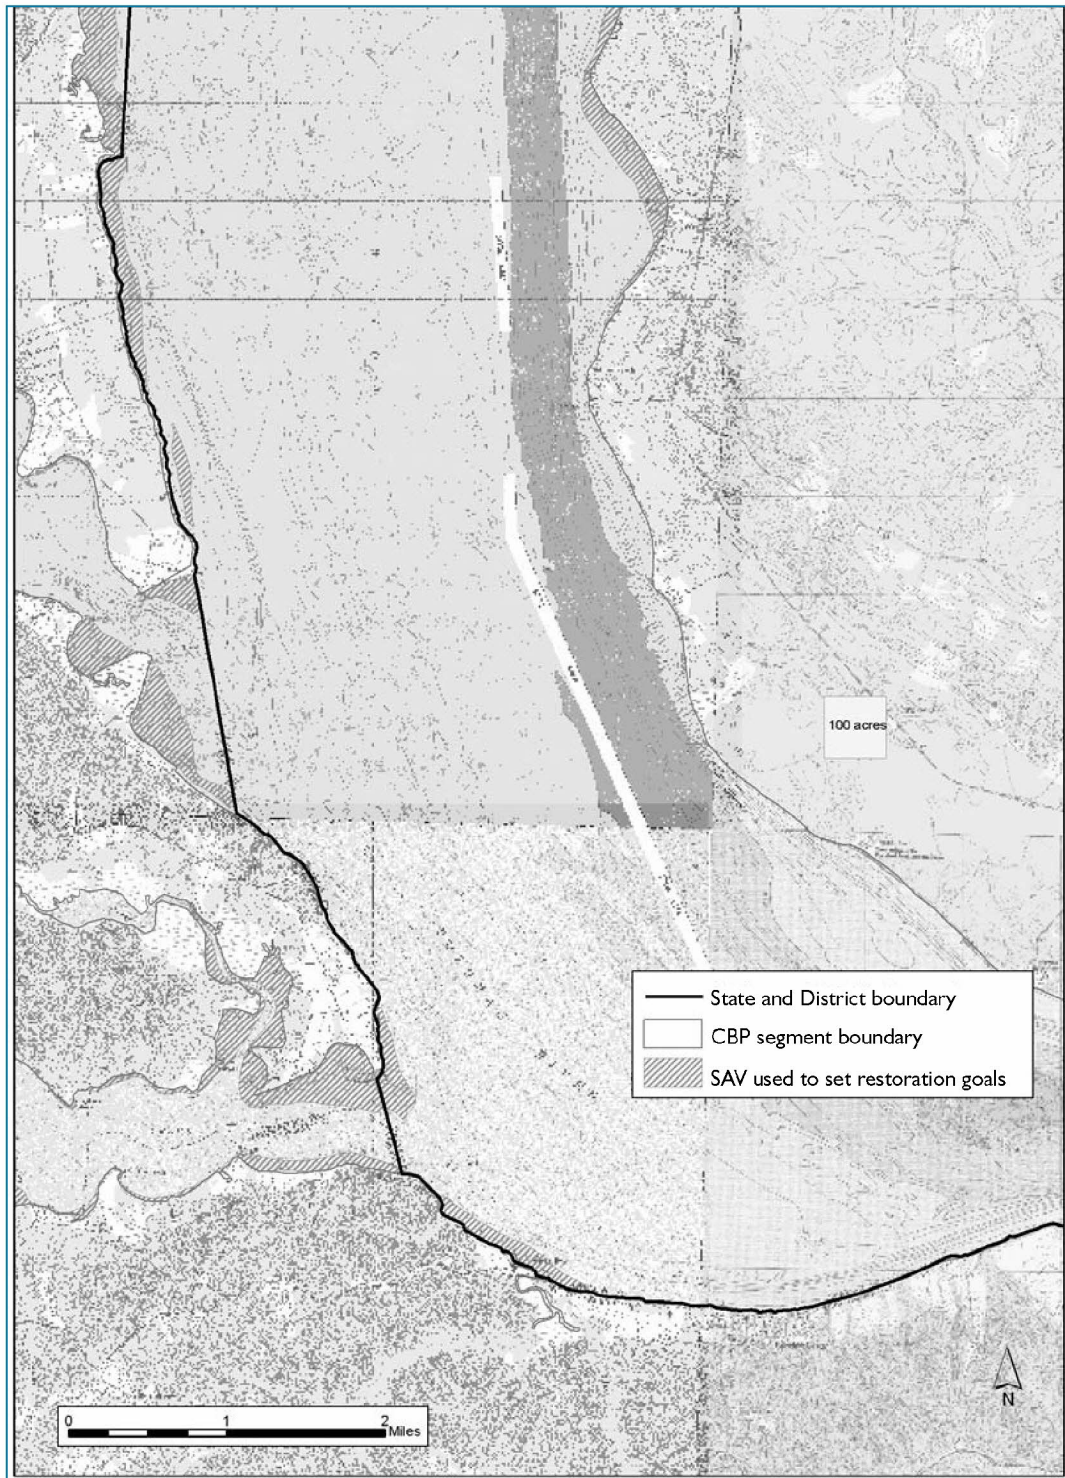 100 acres
State and District boundary
CBP segment boundary
SAV used to set restoration goals
0 1 2
Miles
N